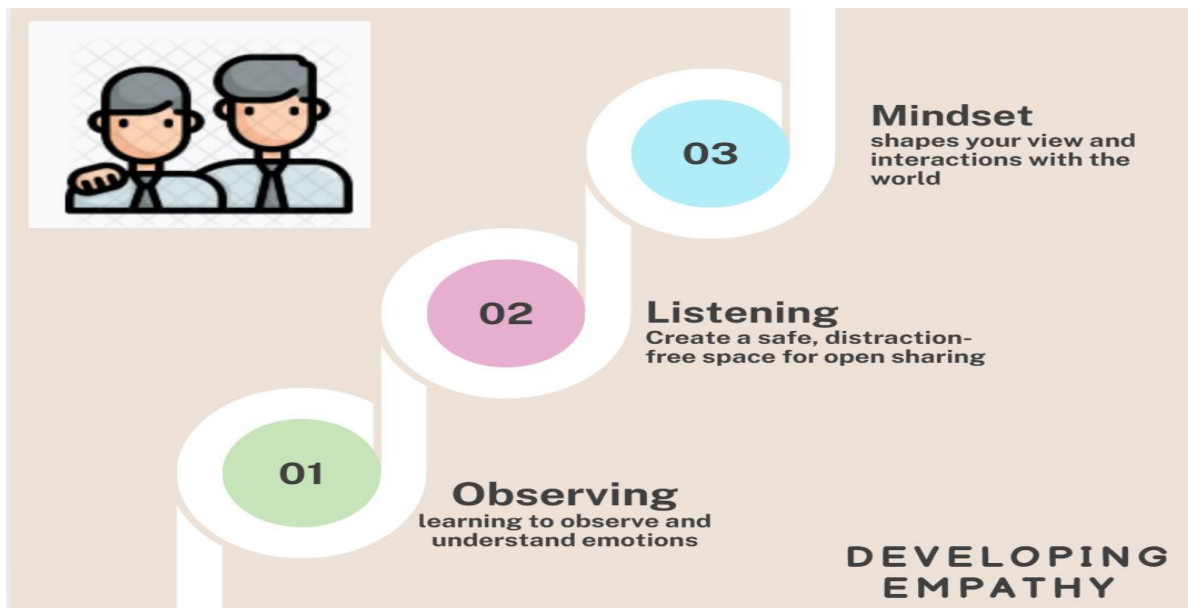 03
Mindset
shapes your view and
interactions with the
world
02
Listening
Create a safe, distraction-
free space for open sharing
01
Observing
learning to observe and
understand emotions
DEVELOPING
EMPATHY